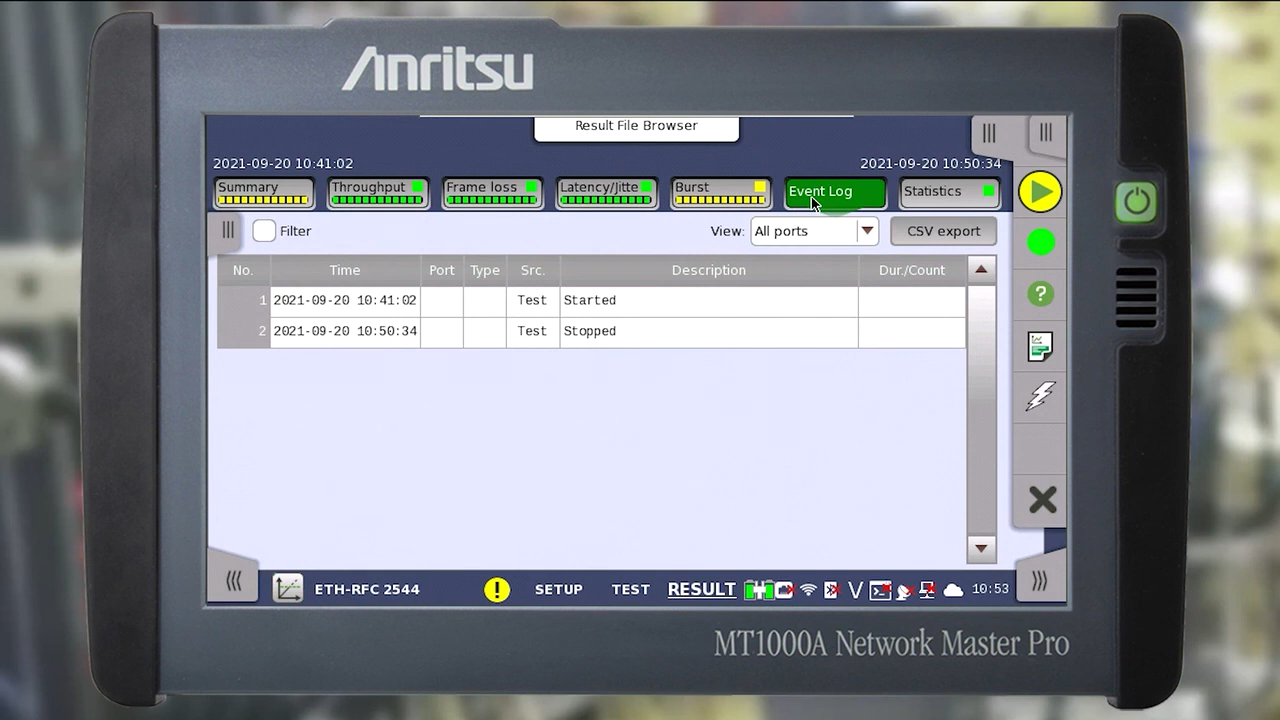 Anritsu
Result File Browser
2021-09-20 10:41:02 2021-09-20 10:50:34
Summary Throughput Frame loss Latency/Jitte Burst Event Log Statistics
Filter View: All ports CSV export
No. Time Port Type Src. Description Dur./Count
1 2021-09-20 10:41:02 Test Started
2 2021-09-20 10:50:34 Test Stopped
ETH-RFC 2544 ! SETUP TEST RESULT 10:53
MT1000A Network Master Pro